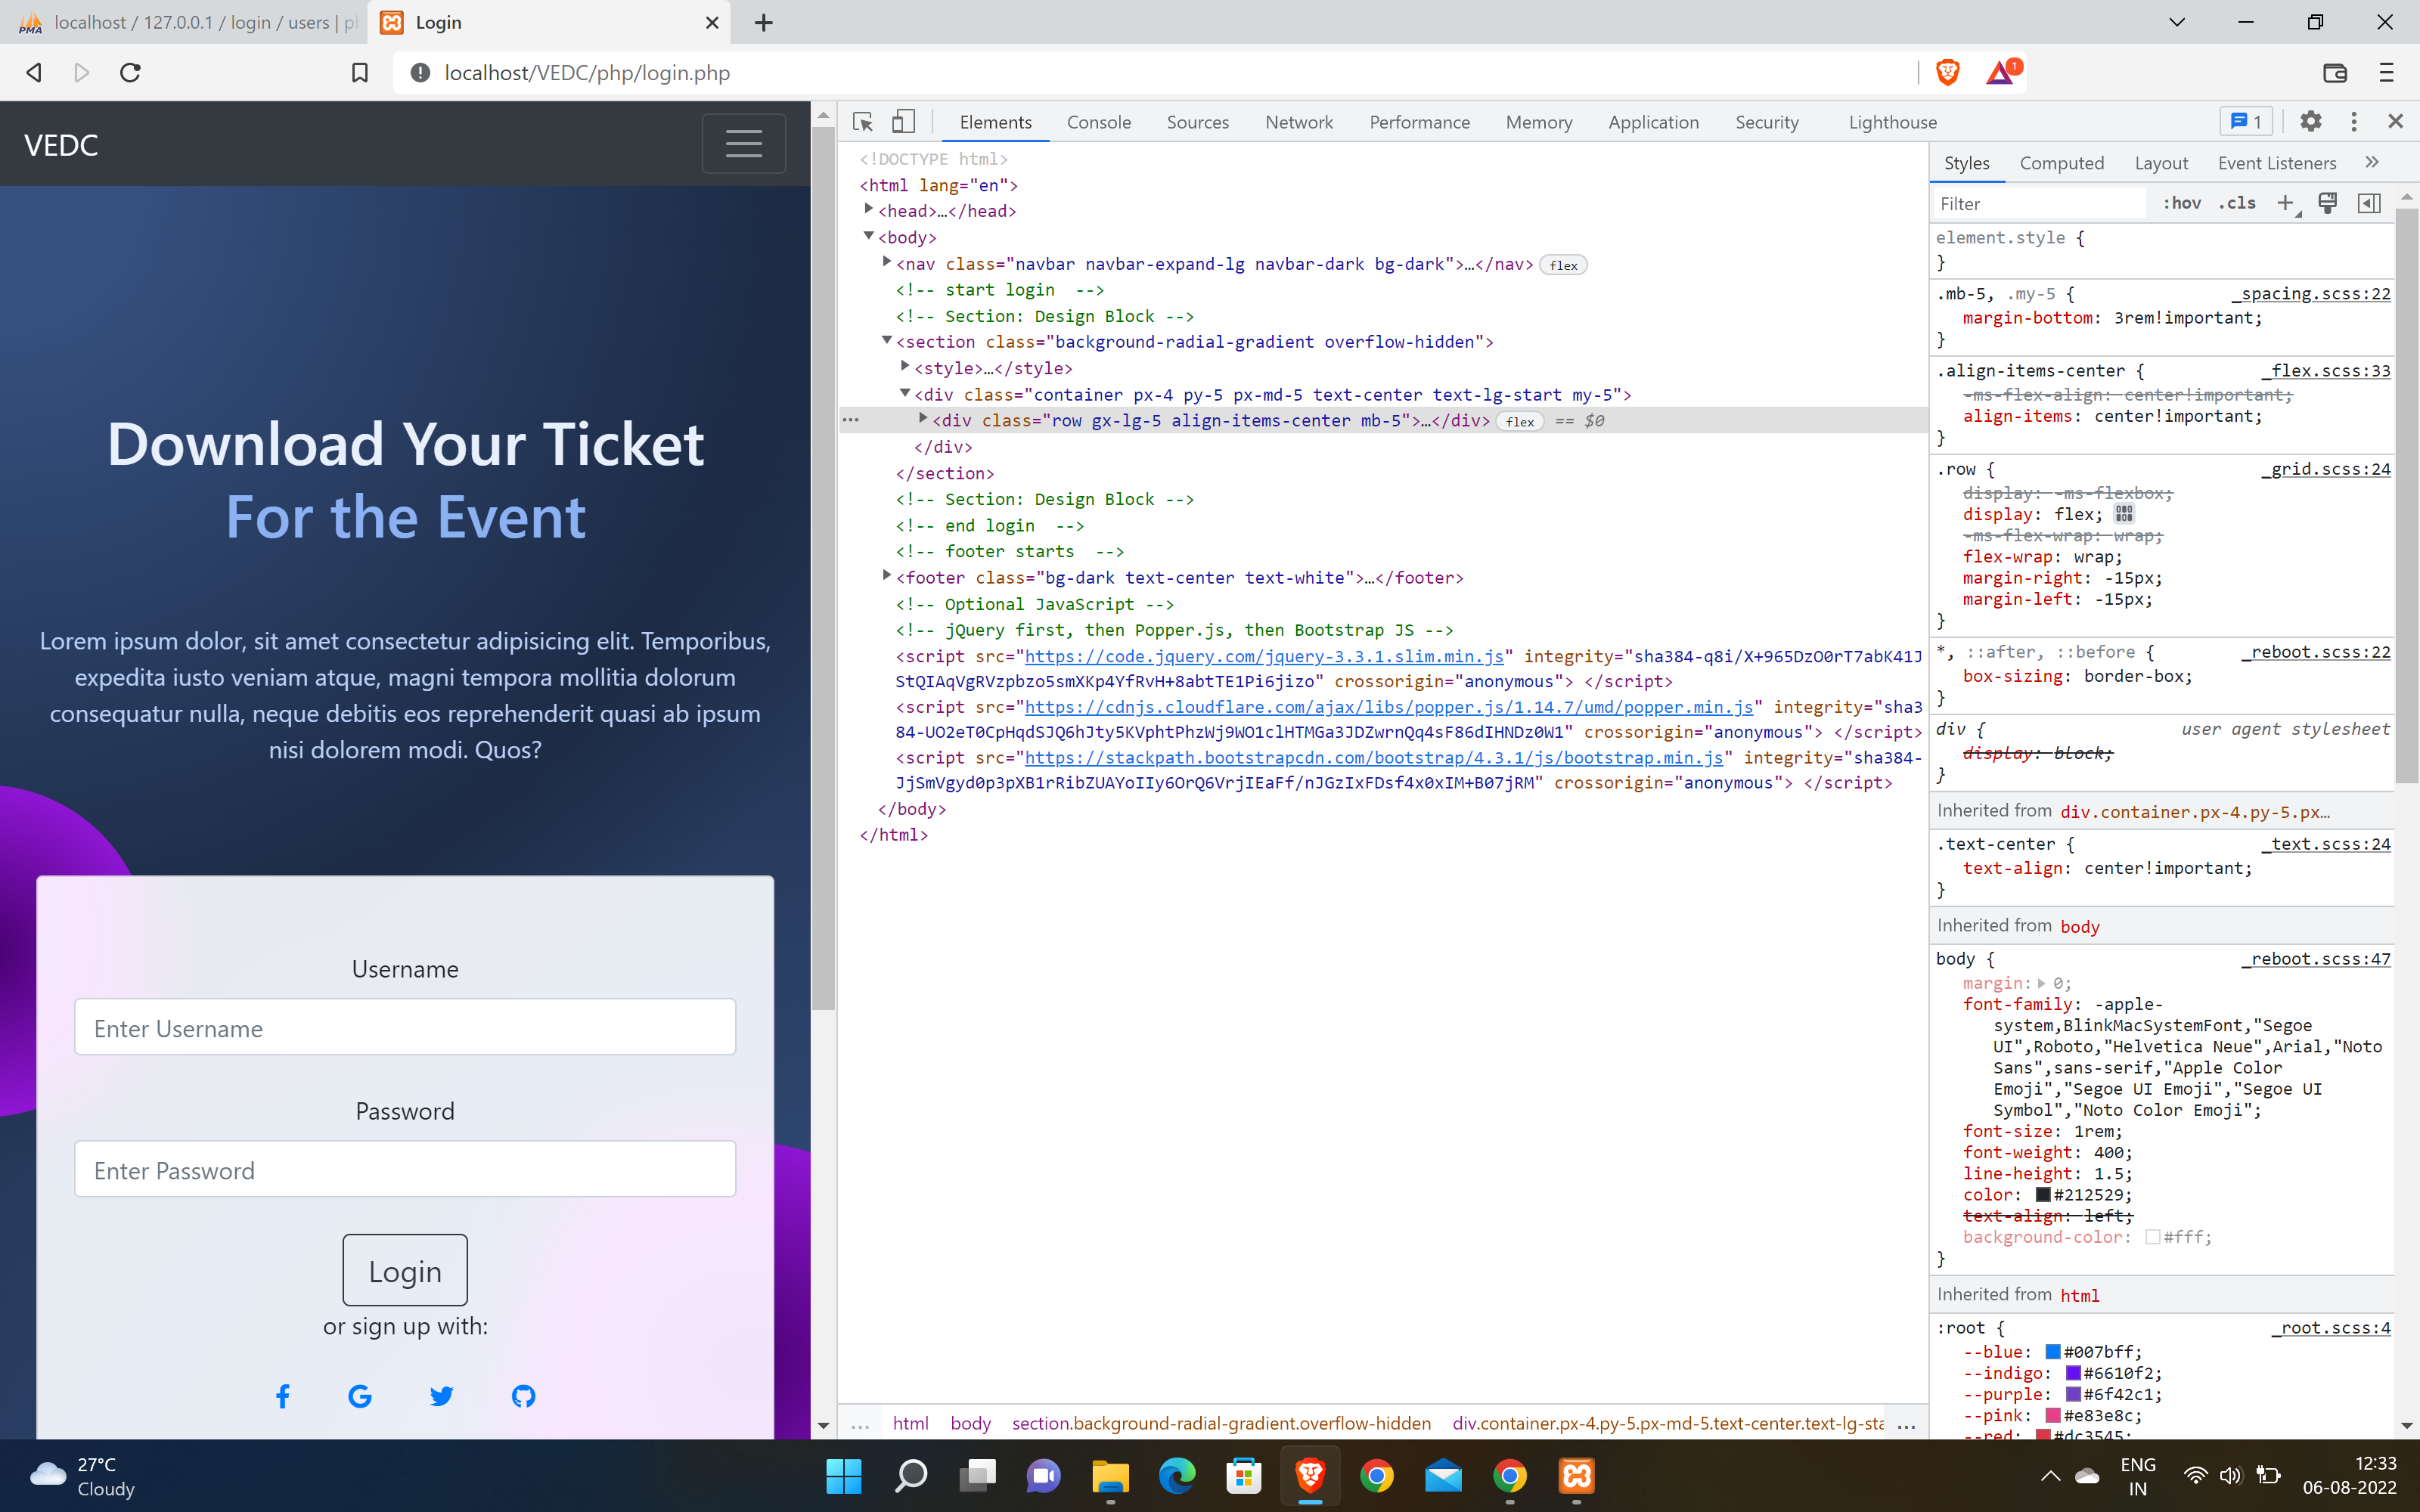 localhost / 127.0.0.1 / login / users | ph
Login
localhost/VEDC/php/login.php
1
VEDC
Download Your Ticket
For the Event
Lorem ipsum dolor, sit amet consectetur adipisicing elit. Temporibus,
expedita iusto veniam atque, magni tempora mollitia dolorum
consequatur nulla, neque debitis eos reprehenderit quasi ab ipsum
nisi dolorem modi. Quos?
Username
Enter Username
Password
Enter Password
Login
or sign up with:
Elements Console Sources Network Performance Memory Application Security Lighthouse 1
<!DOCTYPE html>
<html lang="en">
<head>…</head>
<body>
<nav class="navbar navbar-expand-lg navbar-dark bg-dark">…</nav> flex
<!-- start login  -->
<!-- Section: Design Block -->
<section class="background-radial-gradient overflow-hidden">
<style>…</style>
<div class="container px-4 py-5 px-md-5 text-center text-lg-start my-5">
… <div class="row gx-lg-5 align-items-center mb-5">…</div> flex == $0
</div>
</section>
<!-- Section: Design Block -->
<!-- end login  -->
<!-- footer starts  -->
<footer class="bg-dark text-center text-white">…</footer>
<!-- Optional JavaScript -->
<!-- jQuery first, then Popper.js, then Bootstrap JS -->
<script src="https://code.jquery.com/jquery-3.3.1.slim.min.js" integrity="sha384-q8i/X+965DzO0rT7abK41J
StQIAqVgRVzpbzo5smXKp4YfRvH+8abtTE1Pi6jizo" crossorigin="anonymous"> </script>
<script src="https://cdnjs.cloudflare.com/ajax/libs/popper.js/1.14.7/umd/popper.min.js" integrity="sha3
84-UO2eT0CpHqdSJQ6hJty5KVphtPhzWj9WO1clHTMGa3JDZwrnQq4sF86dIHNDz0W1" crossorigin="anonymous"> </script>
<script src="https://stackpath.bootstrapcdn.com/bootstrap/4.3.1/js/bootstrap.min.js" integrity="sha384-
JjSmVgyd0p3pXB1rRibZUAYoIIy6OrQ6VrjIEaFf/nJGzIxFDsf4x0xIM+B07jRM" crossorigin="anonymous"> </script>
</body>
</html>
… html body section.background-radial-gradient.overflow-hidden div.container.px-4.py-5.px-md-5.text-center.text-lg-sta …
Styles Computed Layout Event Listeners »
Filter :hov .cls +
element.style {
}
.mb-5, .my-5 { _spacing.scss:22
margin-bottom: 3rem!important;
}
.align-items-center { _flex.scss:33
-ms-flex-align: center!important;
align-items: center!important;
}
.row { _grid.scss:24
display: -ms-flexbox;
display: flex;
-ms-flex-wrap: wrap;
flex-wrap: wrap;
margin-right: -15px;
margin-left: -15px;
}
*, ::after, ::before { _reboot.scss:22
box-sizing: border-box;
}
div { user agent stylesheet
display: block;
}
Inherited from div.container.px-4.py-5.px…
.text-center { _text.scss:24
text-align: center!important;
}
Inherited from body
body { _reboot.scss:47
margin: 0;
font-family: -apple-
system,BlinkMacSystemFont,"Segoe
UI",Roboto,"Helvetica Neue",Arial,"Noto
Sans",sans-serif,"Apple Color
Emoji","Segoe UI Emoji","Segoe UI
Symbol","Noto Color Emoji";
font-size: 1rem;
font-weight: 400;
line-height: 1.5;
color: #212529;
text-align: left;
background-color: #fff;
}
Inherited from html
:root { _root.scss:4
--blue: #007bff;
--indigo: #6610f2;
--purple: #6f42c1;
--pink: #e83e8c;
--red: #dc3545;
27°C
Cloudy
ENG
IN
12:33
06-08-2022